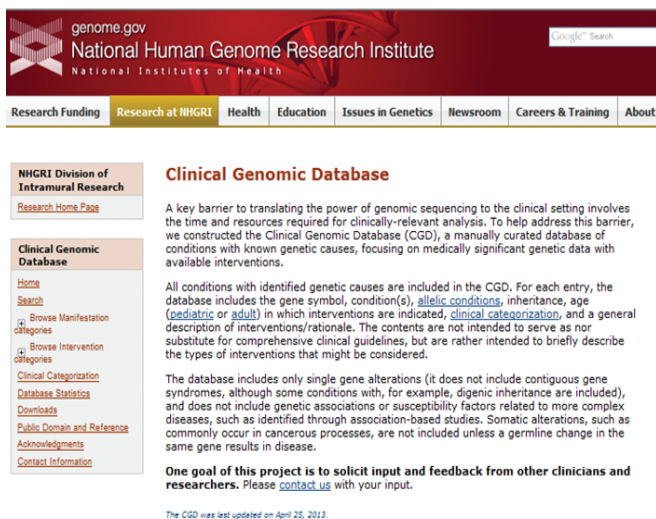 genome.gov
National Human Genome Research Institute
National Institutes of Health
Google™ Search
Research Funding
Research at NHGRI
Health
Education
Issues in Genetics
Newsroom
Careers & Training
About
NHGRI Division of
Intramural Research
Research Home Page
Clinical Genomic
Database
Home
Search
Browse Manifestation
categories
Browse Intervention
categories
Clinical Categorization
Database Statistics
Downloads
Public Domain and Reference
Acknowledgments
Contact Information
Clinical Genomic Database
A key barrier to translating the power of genomic sequencing to the clinical setting involves
the time and resources required for clinically-relevant analysis. To help address this barrier,
we constructed the Clinical Genomic Database (CGD), a manually curated database of
conditions with known genetic causes, focusing on medically significant genetic data with
available interventions.
All conditions with identified genetic causes are included in the CGD. For each entry, the
database includes the gene symbol, condition(s), allelic conditions, inheritance, age
(pediatric or adult) in which interventions are indicated, clinical categorization, and a general
description of interventions/rationale. The contents are not intended to serve as nor
substitute for comprehensive clinical guidelines, but are rather intended to briefly describe
the types of interventions that might be considered.
The database includes only single gene alterations (it does not include contiguous gene
syndromes, although some conditions with, for example, digenic inheritance are included),
and does not include genetic associations or susceptibility factors related to more complex
diseases, such as identified through association-based studies. Somatic alterations, such as
commonly occur in cancerous processes, are not included unless a germline change in the
same gene results in disease.
One goal of this project is to solicit input and feedback from other clinicians and
researchers. Please contact us with your input.
The CGD was last updated on April 25, 2013.